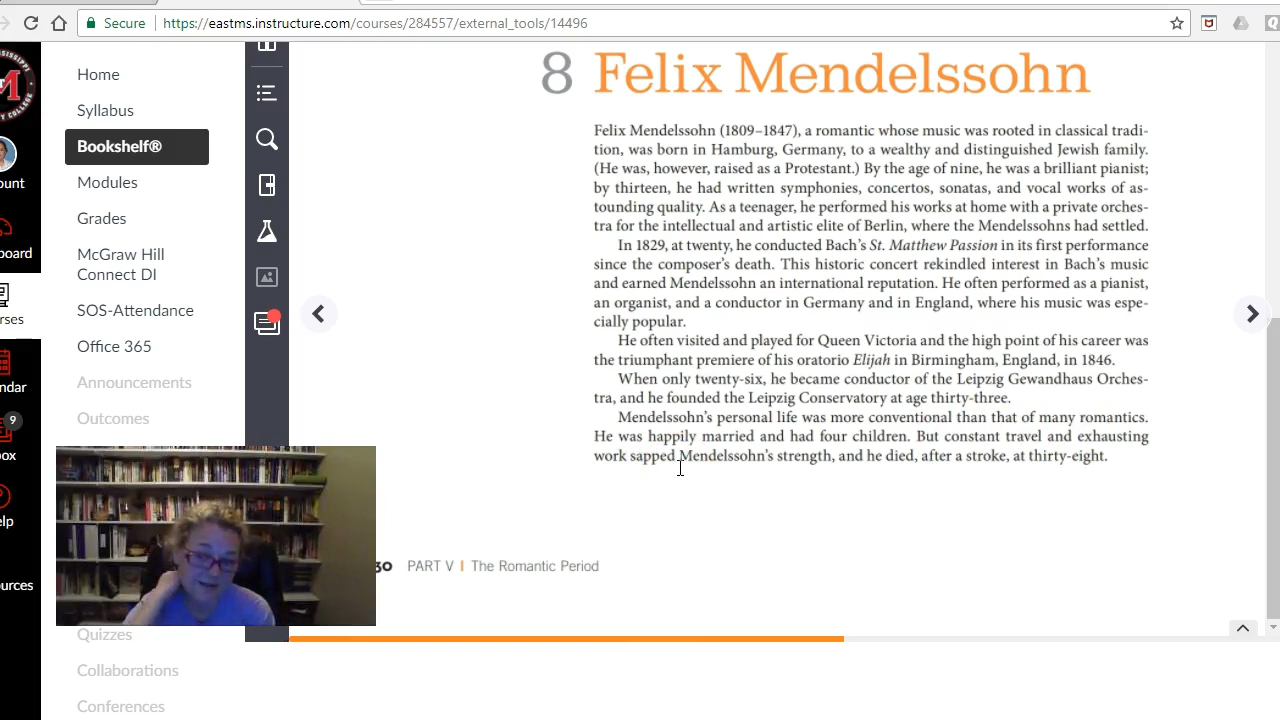 Secure
https://eastms.instructure.com/courses/284557/external_tools/14496
Home
Syllabus
Bookshelf®
Modules
Grades
McGraw Hill
Connect DI
SOS-Attendance
Office 365
Announcements
Outcomes
Quizzes
Collaborations
Conferences
9
8 Felix Mendelssohn
Felix Mendelssohn (1809–1847), a romantic whose music was rooted in classical tradi-
tion, was born in Hamburg, Germany, to a wealthy and distinguished Jewish family.
(He was, however, raised as a Protestant.) By the age of nine, he was a brilliant pianist;
by thirteen, he had written symphonies, concertos, sonatas, and vocal works of as-
tounding quality. As a teenager, he performed his works at home with a private orches-
tra for the intellectual and artistic elite of Berlin, where the Mendelssohns had settled.
In 1829, at twenty, he conducted Bach's St. Matthew Passion in its first performance
since the composer's death. This historic concert rekindled interest in Bach's music
and earned Mendelssohn an international reputation. He often performed as a pianist,
an organist, and a conductor in Germany and in England, where his music was espe-
cially popular.
He often visited and played for Queen Victoria and the high point of his career was
the triumphant premiere of his oratorio Elijah in Birmingham, England, in 1846.
When only twenty-six, he became conductor of the Leipzig Gewandhaus Orches-
tra, and he founded the Leipzig Conservatory at age thirty-three.
Mendelssohn's personal life was more conventional than that of many romantics.
He was happily married and had four children. But constant travel and exhausting
work sapped Mendelssohn's strength, and he died, after a stroke, at thirty-eight.
30 PART V | The Romantic Period